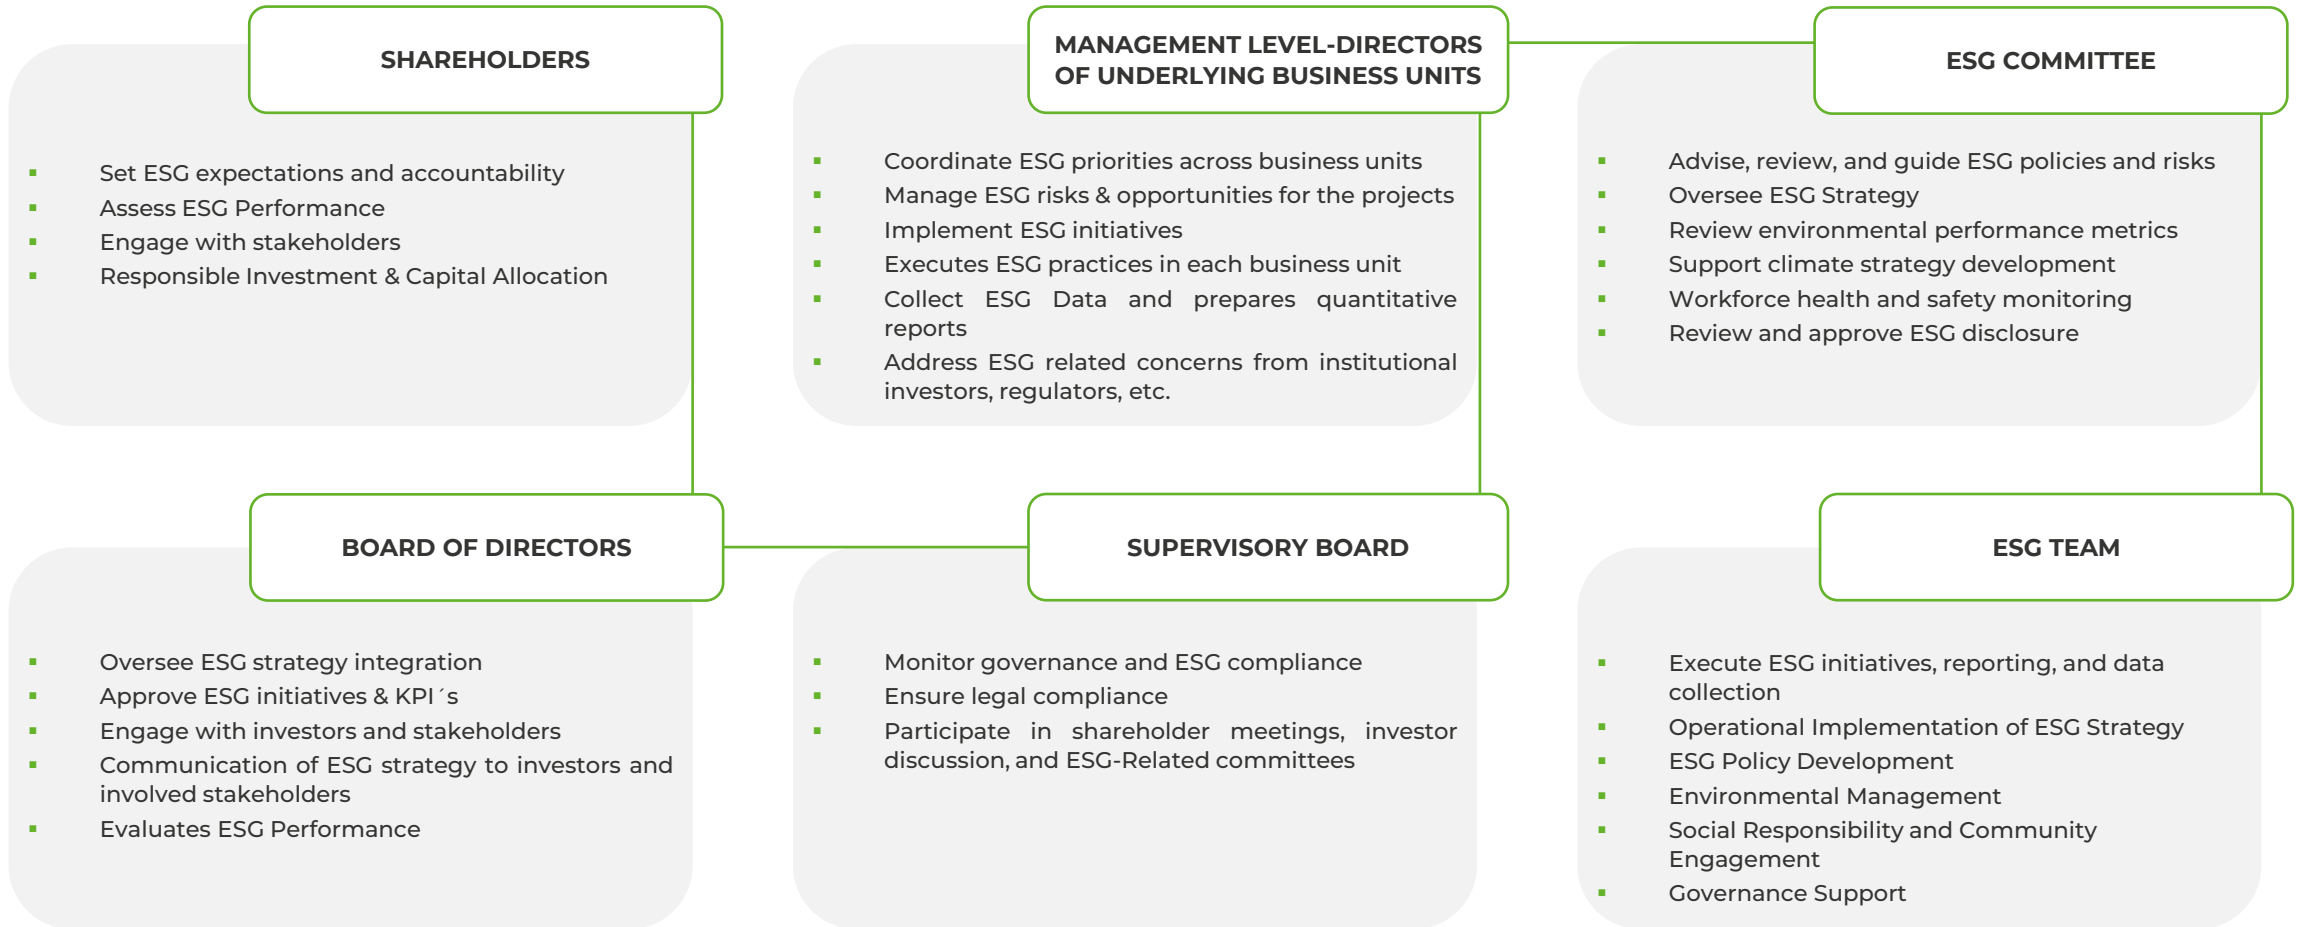 SHAREHOLDERS
Set ESG expectations and accountability
Assess ESG Performance
Engage with stakeholders
Responsible Investment & Capital Allocation
MANAGEMENT LEVEL-DIRECTORS
OF UNDERLYING BUSINESS UNITS
Coordinate ESG priorities across business units
Manage ESG risks & opportunities for the projects
Implement ESG initiatives
Executes ESG practices in each business unit
Collect ESG Data and prepares quantitative
reports
Address ESG related concerns from institutional
investors, regulators, etc.
ESG COMMITTEE
Advise, review, and guide ESG policies and risks
Oversee ESG Strategy
Review environmental performance metrics
Support climate strategy development
Workforce health and safety monitoring
Review and approve ESG disclosure
BOARD OF DIRECTORS
Oversee ESG strategy integration
Approve ESG initiatives & KPI´s
Engage with investors and stakeholders
Communication of ESG strategy to investors and
involved stakeholders
Evaluates ESG Performance
SUPERVISORY BOARD
Monitor governance and ESG compliance
Ensure legal compliance
Participate in shareholder meetings, investor
discussion, and ESG-Related committees
ESG TEAM
Execute ESG initiatives, reporting, and data
collection
Operational Implementation of ESG Strategy
ESG Policy Development
Environmental Management
Social Responsibility and Community
Engagement
Governance Support